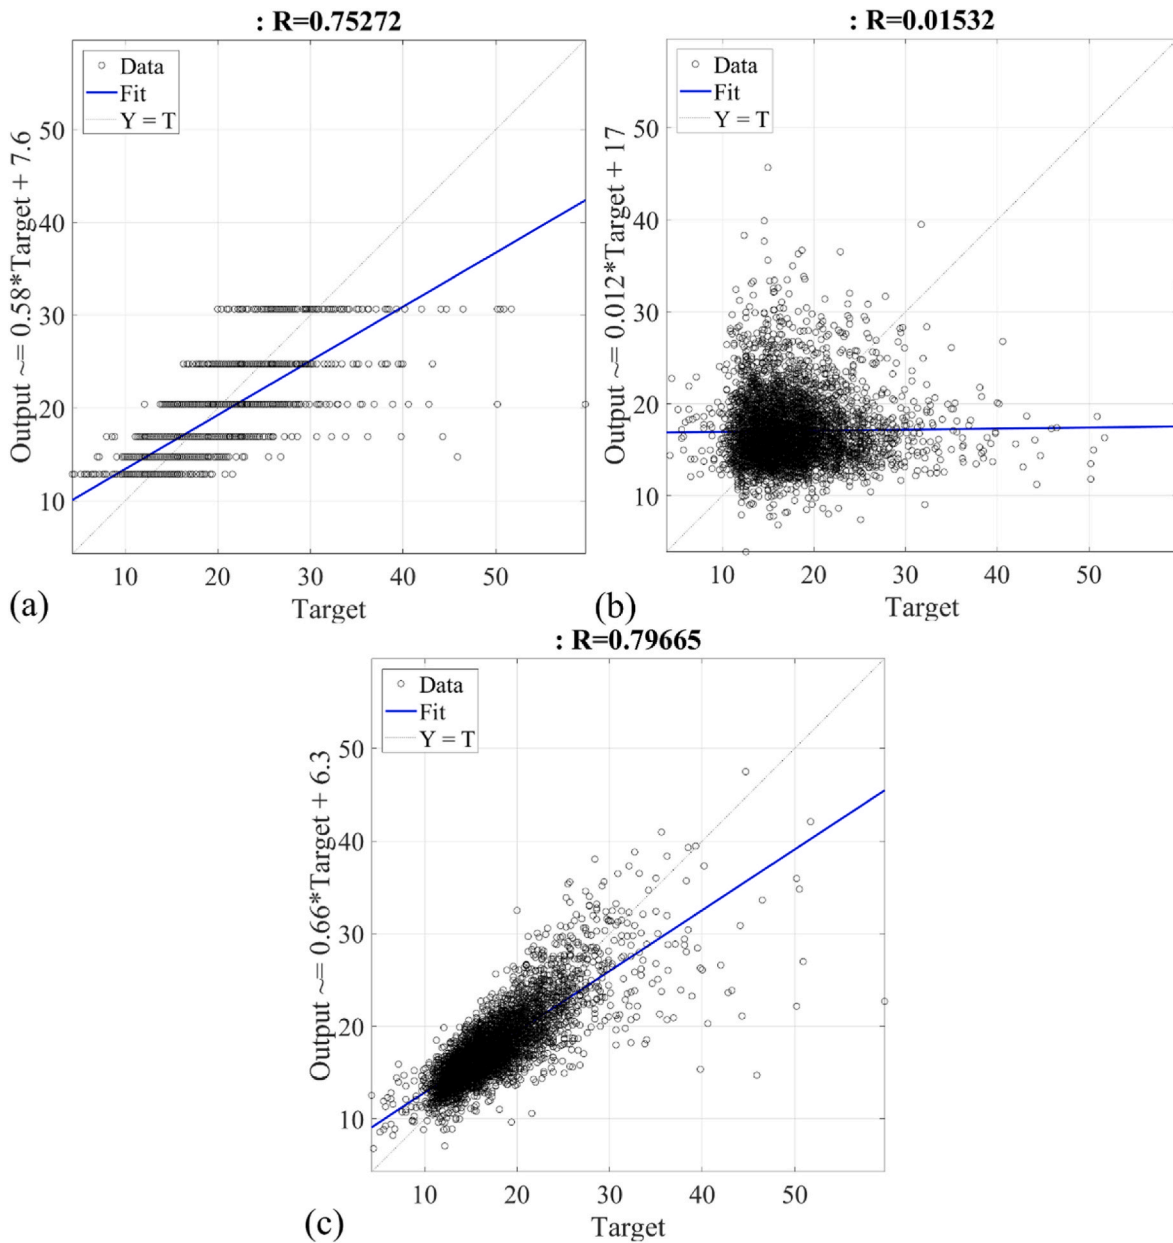 : R=0.75272
Data
Fit
Y = T
Output ~= 0.58*Target + 7.6
50
40
30
20
10
10 20 30 40 50
Target
(a)
: R=0.01532
Data
Fit
Y = T
Output ~= 0.012*Target + 17
50
40
30
20
10
10 20 30 40 50
Target
(b)
: R=0.79665
Data
Fit
Y = T
Output ~= 0.66*Target + 6.3
50
40
30
20
10
10 20 30 40 50
Target
(c)